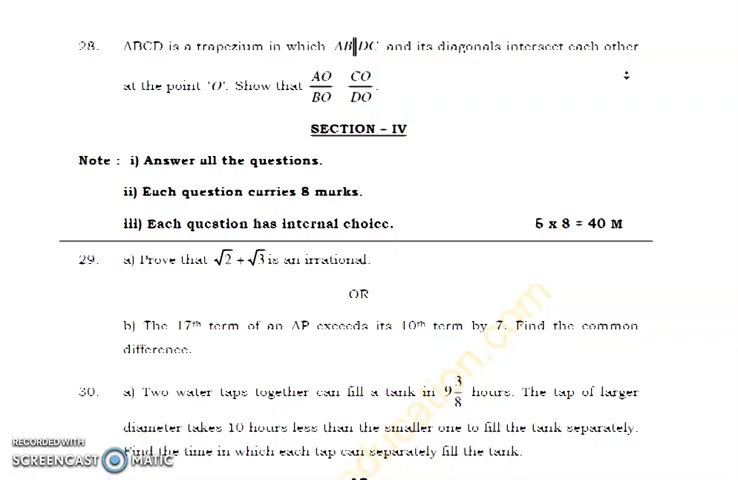 28. ABCD is a trapezium in which AB||DC and its diagonals intersect each other
at the point 'O'. Show that AO/BO CO/DO.
SECTION – IV
Note : i) Answer all the questions.
ii) Each question carries 8 marks.
iii) Each question has internal choice. 5 x 8 = 40 M
29. a) Prove that √2 + √3 is an irrational.
OR
b) The 17th term of an AP exceeds its 10th term by 7. Find the common
difference.
30. a) Two water taps together can fill a tank in 9 3/8 hours. The tap of larger
diameter takes 10 hours less than the smaller one to fill the tank separately.
Find the time in which each tap can separately fill the tank.
RECORDED WITH
SCREENCAST MATIC
education.com